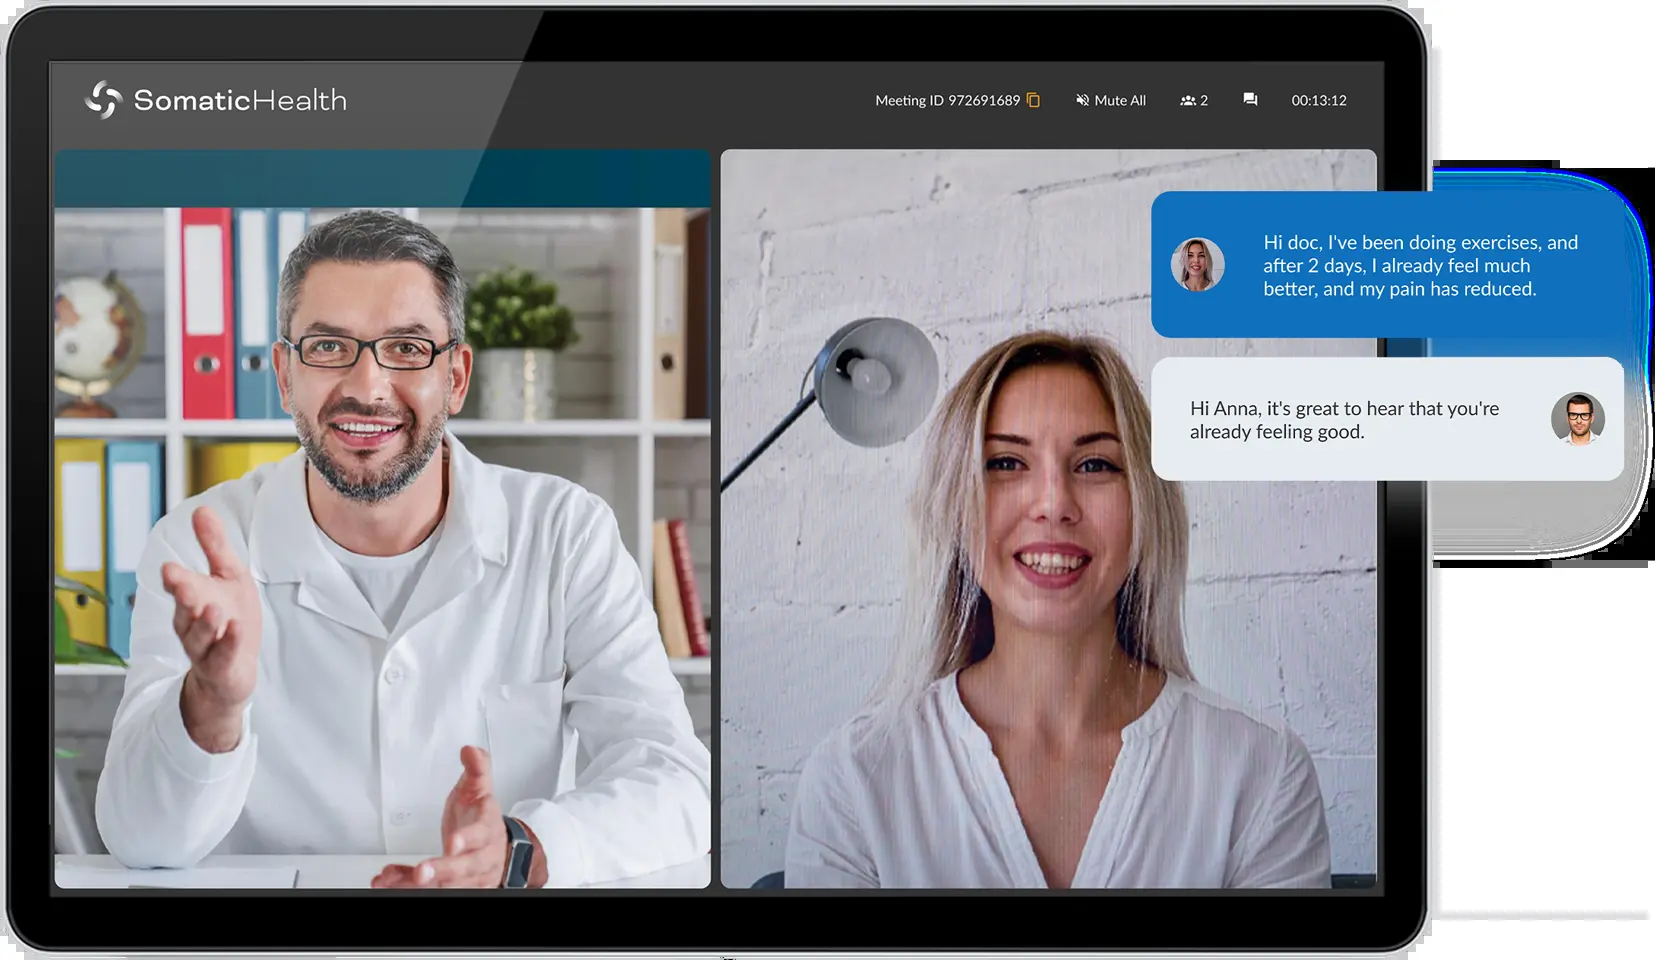 SomaticHealth
Meeting ID 972691689
Mute All
2
00:13:12
Hi doc, I've been doing exercises, and
after 2 days, I already feel much
better, and my pain has reduced.
Hi Anna, it's great to hear that you're
already feeling good.